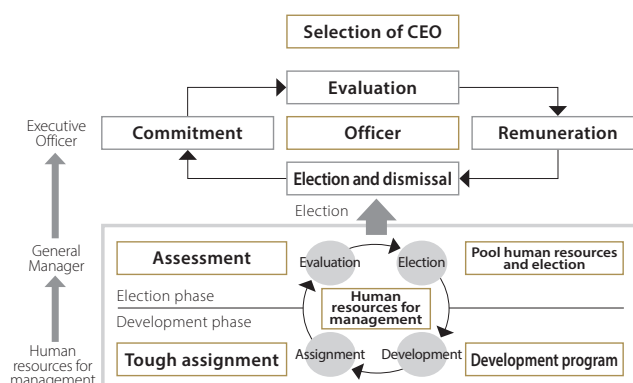 Selection of CEO
Evaluation
Executive
Officer
Commitment
Officer
Remuneration
Election and dismissal
Election
General
Manager
Assessment
Evaluation
Election
Pool human resources
and election
Election phase
Human
resources for
management
Development phase
Human
resources for
management
Tough assignment
Assignment
Development
Development program